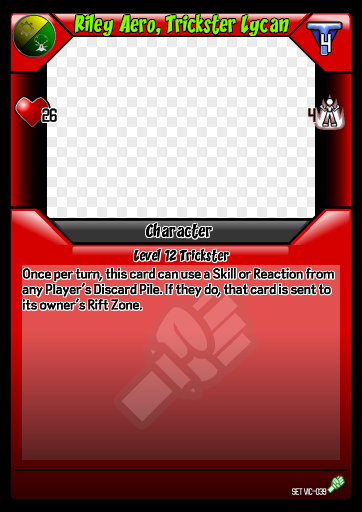 Riley Aero, Trickster Lycan
4
26
4
Character
Level 12 Trickster
Once per turn, this card can use a Skill or Reaction from
any Player's Discard Pile. If they do, that card is sent to
its owner's Rift Zone.
SET VIC-039